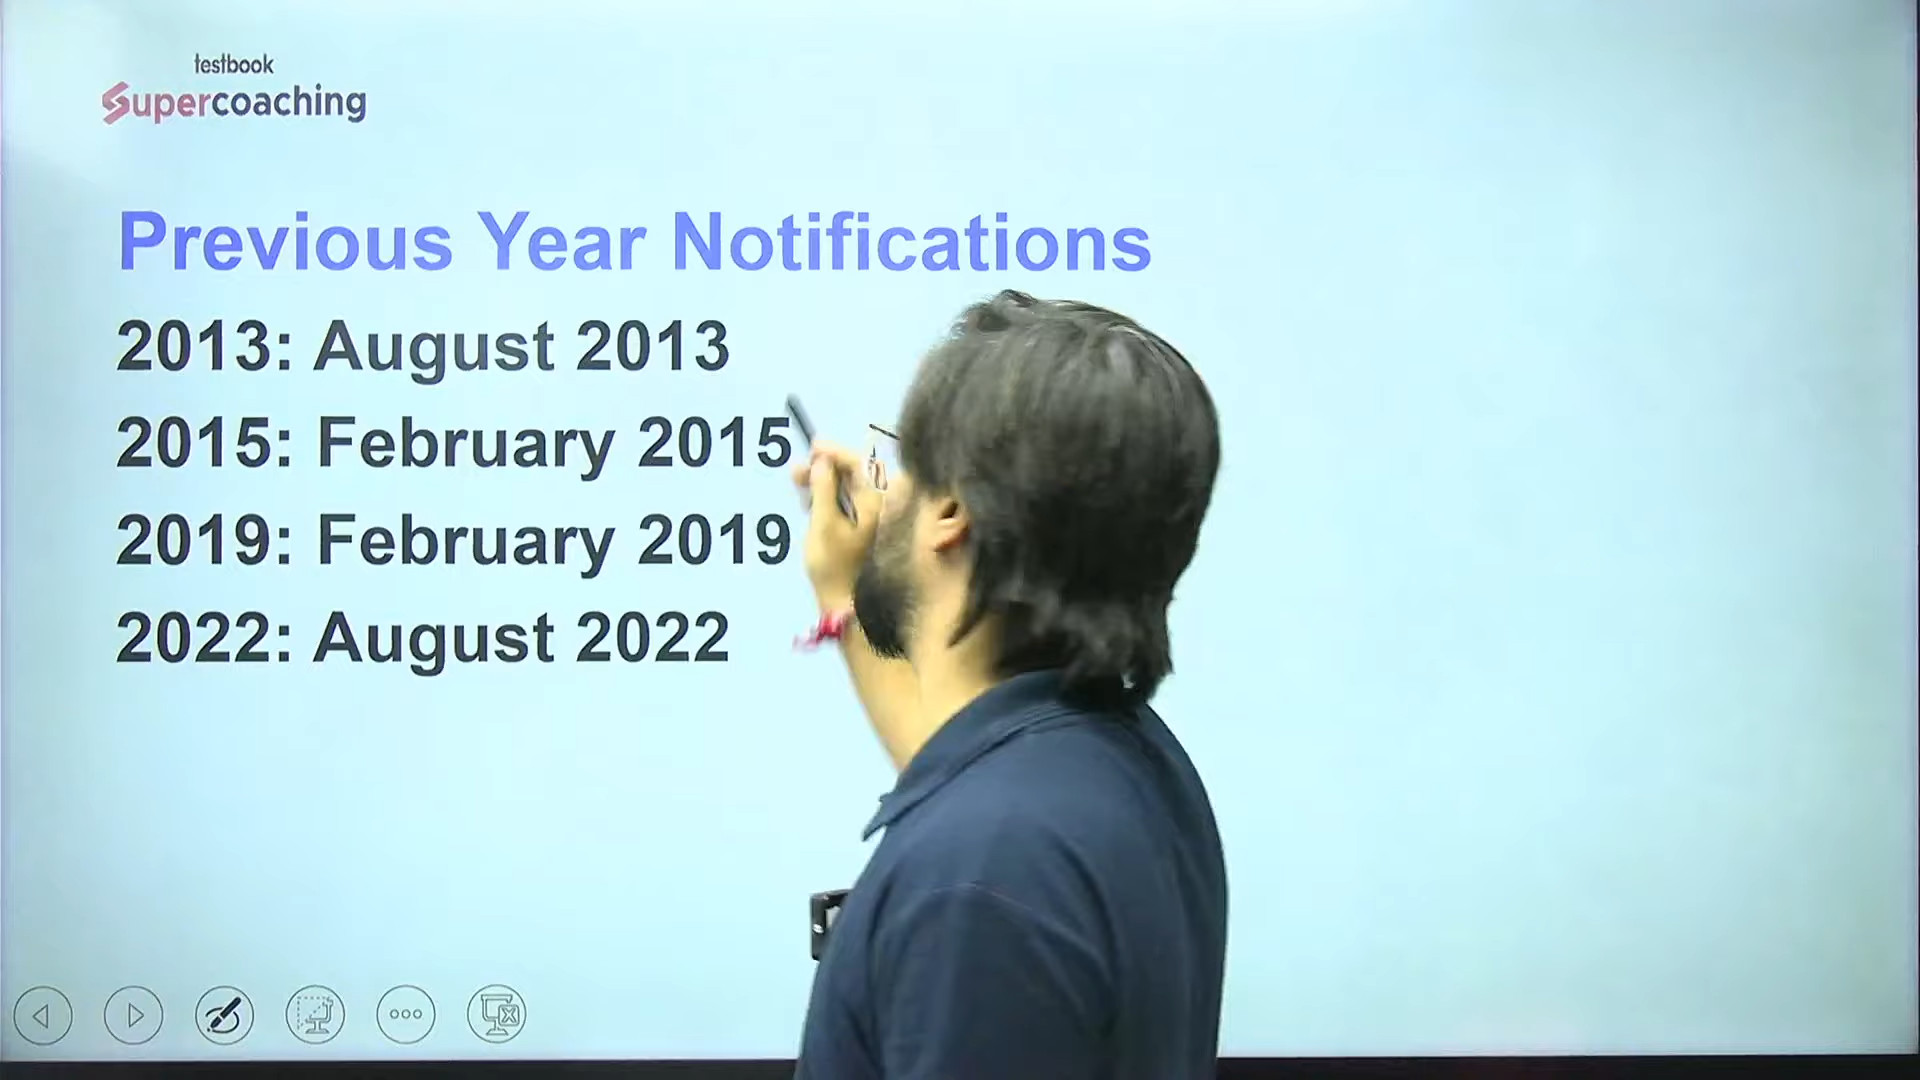 testbook
Supercoaching
Previous Year Notifications
2013: August 2013
2015: February 2015
2019: February 2019
2022: August 2022